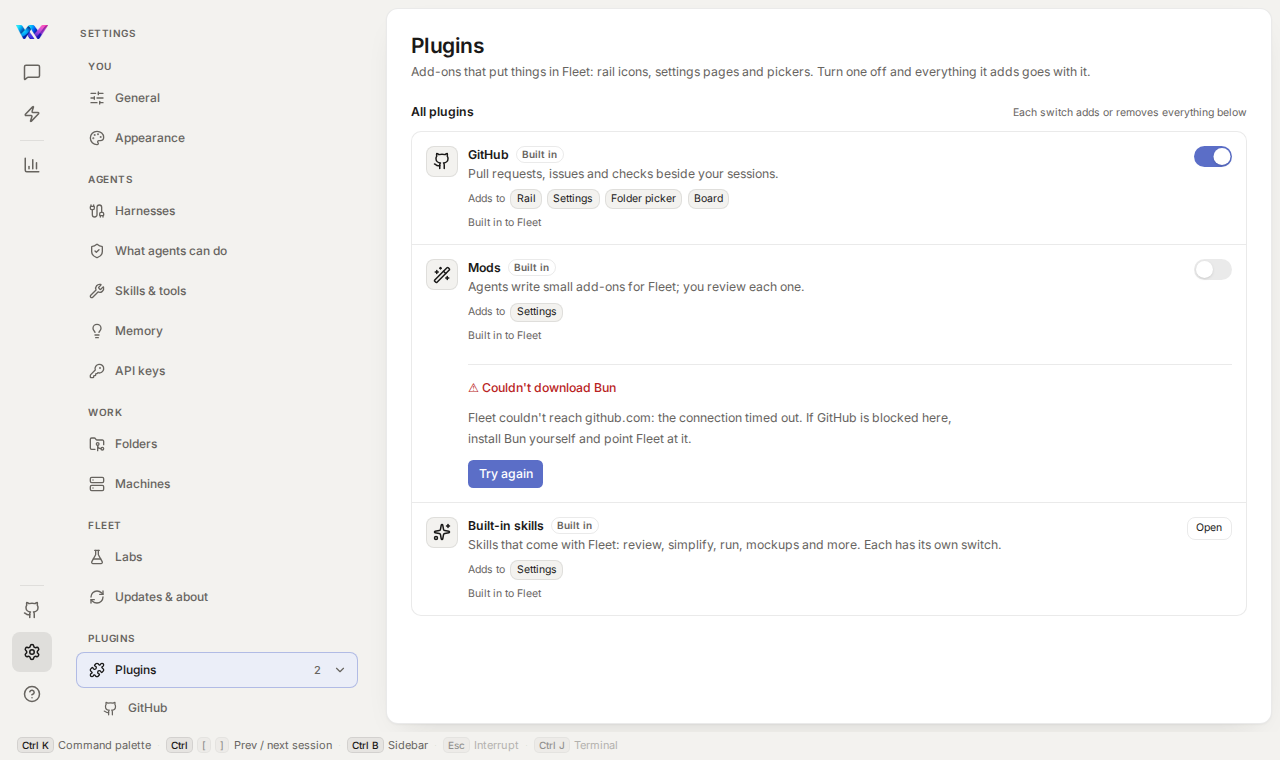 SETTINGS
YOU
General
Appearance
AGENTS
Harnesses
What agents can do
Skills & tools
Memory
API keys
WORK
Folders
Machines
FLEET
Labs
Updates & about
PLUGINS
Plugins 2
GitHub
Plugins
Add-ons that put things in Fleet: rail icons, settings pages and pickers. Turn one off and everything it adds goes with it.
All plugins
Each switch adds or removes everything below
GitHub Built in
Pull requests, issues and checks beside your sessions.
Adds to Rail Settings Folder picker Board
Built in to Fleet
Mods Built in
Agents write small add-ons for Fleet; you review each one.
Adds to Settings
Built in to Fleet
⚠ Couldn't download Bun
Fleet couldn't reach github.com: the connection timed out. If GitHub is blocked here,
install Bun yourself and point Fleet at it.
Try again
Built-in skills Built in
Open
Skills that come with Fleet: review, simplify, run, mockups and more. Each has its own switch.
Adds to Settings
Built in to Fleet
Ctrl K Command palette Ctrl [ ] Prev / next session Ctrl B Sidebar Esc Interrupt Ctrl J Terminal